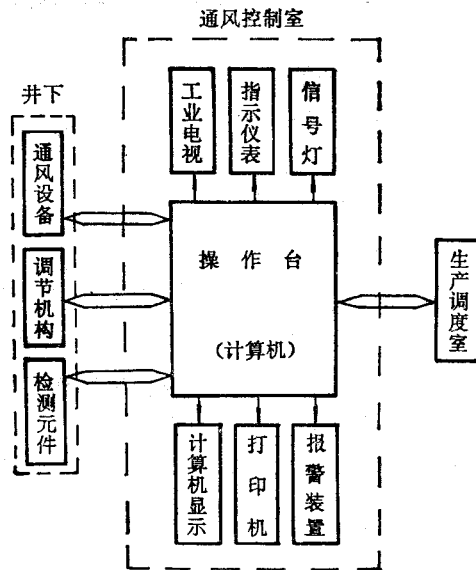 通风控制室
井下
工业电视
指示仪表
信号灯
通风设备
调节机构
检测元件
操作台
(计算机)
生产调度室
计算机显示
打印机
报警装置